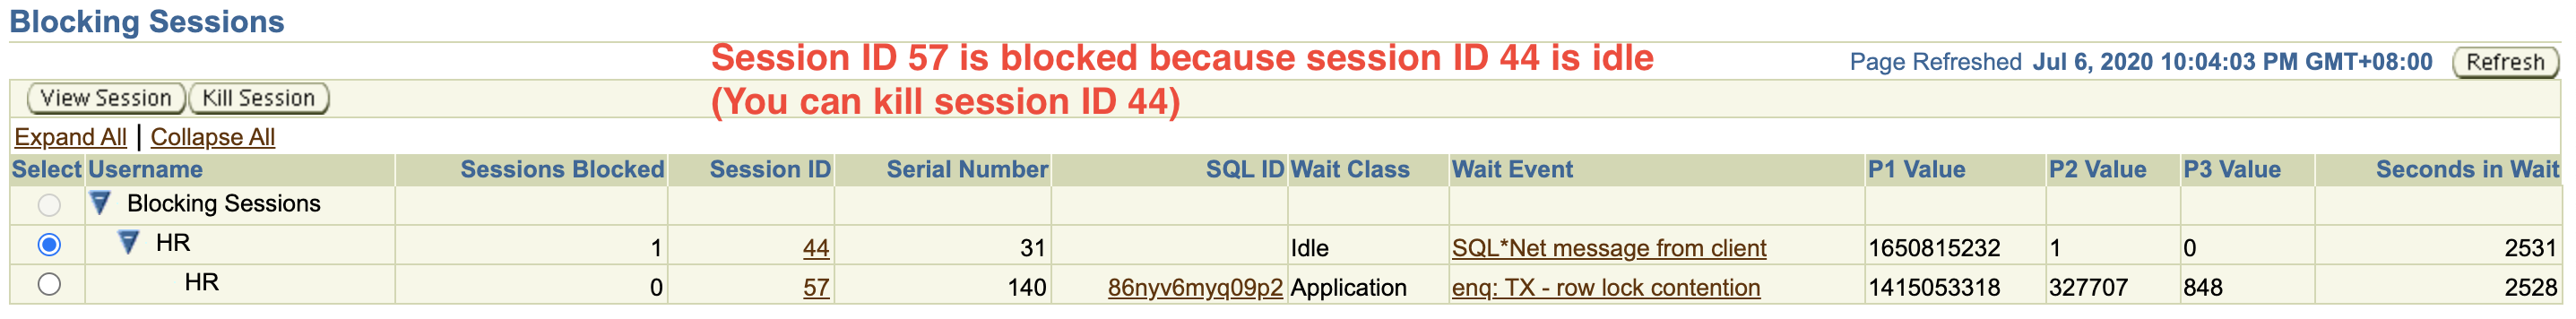 Blocking Sessions
Session ID 57 is blocked because session ID 44 is idle
Page Refreshed Jul 6, 2020 10:04:03 PM GMT+08:00 Refresh
View Session Kill Session
(You can kill session ID 44)
Expand All | Collapse All
Select Username Sessions Blocked Session ID Serial Number SQL ID Wait Class Wait Event P1 Value P2 Value P3 Value Seconds in Wait
Blocking Sessions
HR 1 44 31 Idle SQL*Net message from client 1650815232 1 0 2531
HR 0 57 140 86nyv6myq09p2 Application enq: TX - row lock contention 1415053318 327707 848 2528